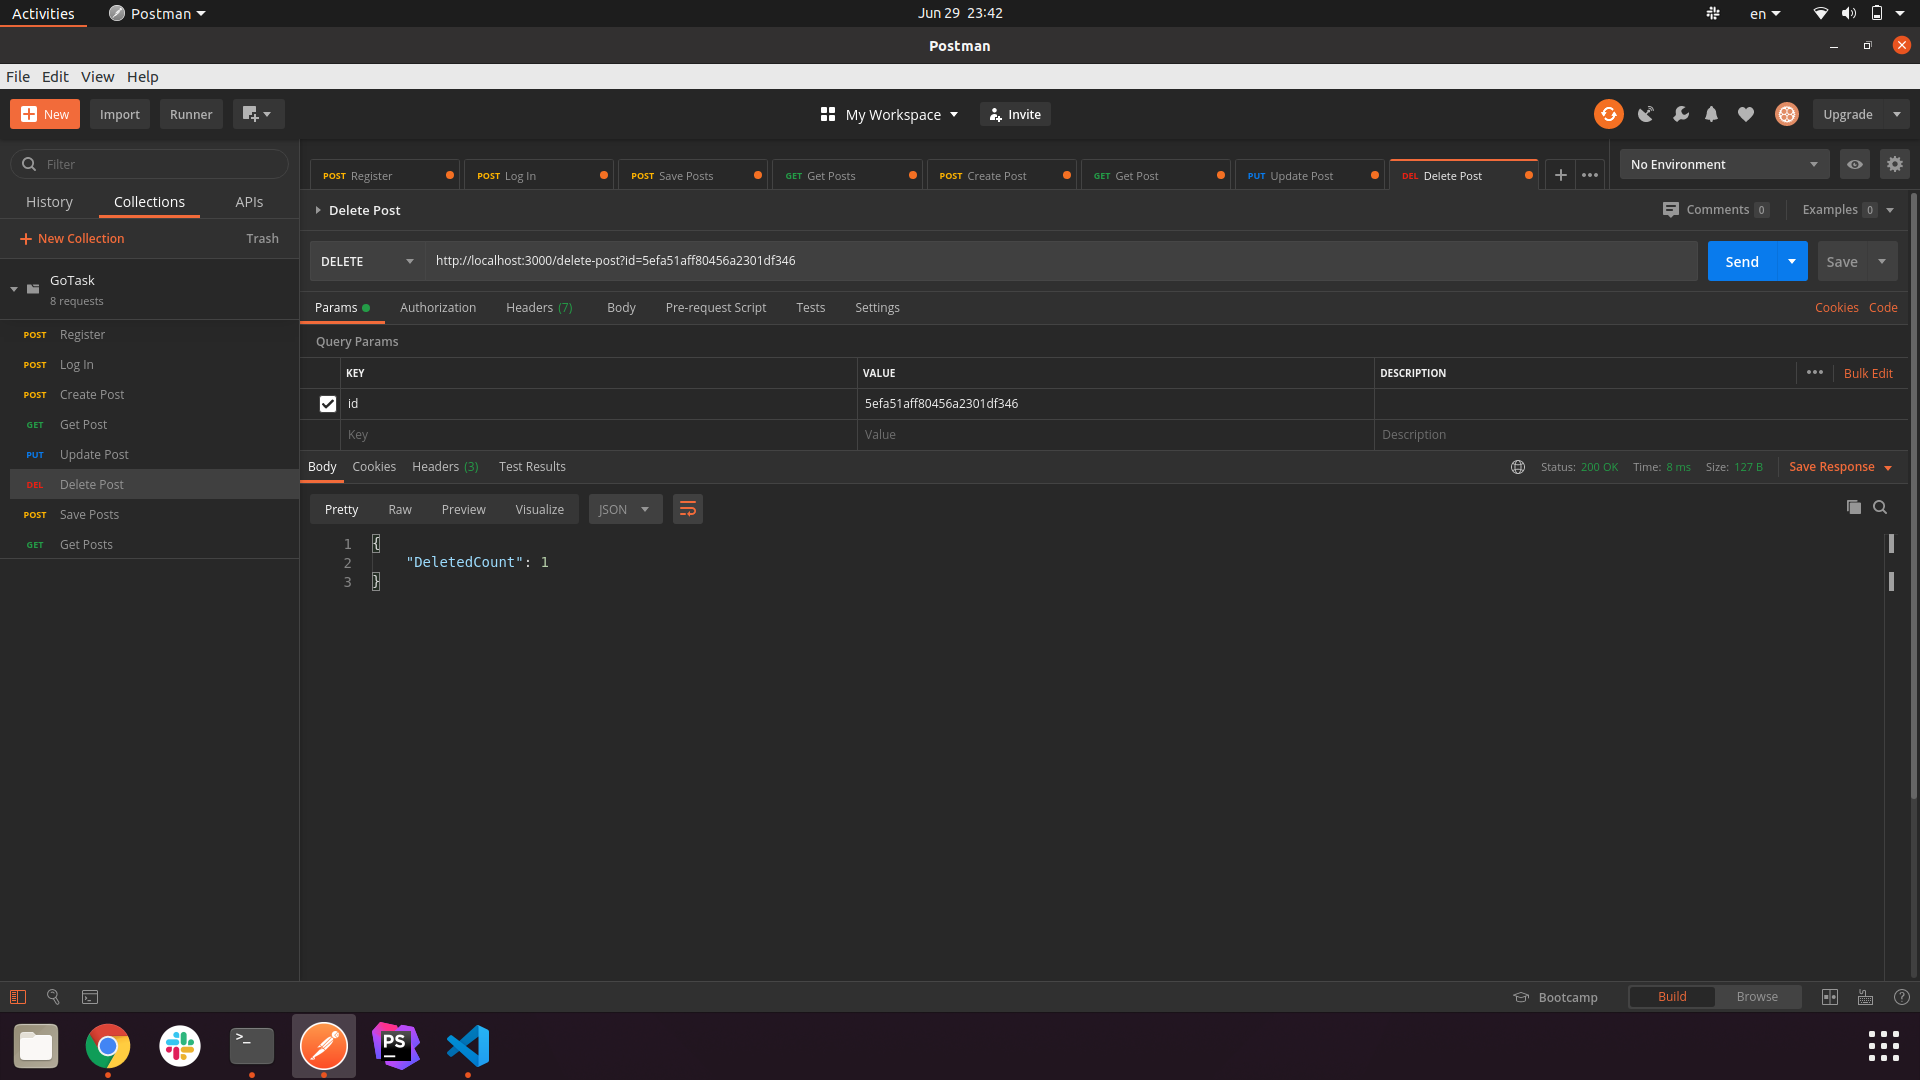 Activities Postman Jun 29 23:42 en
Postman
File Edit View Help
New Import Runner My Workspace Invite Upgrade
Filter
POST Register POST Log In POST Save Posts GET Get Posts POST Create Post GET Get Post PUT Update Post DEL Delete Post No Environment
History Collections APIs
Delete Post Comments 0 Examples 0
New Collection Trash
DELETE http://localhost:3000/delete-post?id=5efa51aff80456a2301df346 Send Save
GoTask
8 requests
Params Authorization Headers (7) Body Pre-request Script Tests Settings Cookies Code
POST Register
Query Params
POST Log In
KEY VALUE DESCRIPTION Bulk Edit
POST Create Post
id 5efa51aff80456a2301df346
GET Get Post
Key Value Description
PUT Update Post
Body Cookies Headers (3) Test Results Status: 200 OK Time: 8 ms Size: 127 B Save Response
DEL Delete Post
POST Save Posts
Pretty Raw Preview Visualize JSON
GET Get Posts
1 {
2 "DeletedCount": 1
3 }
Bootcamp Build Browse
>_
PS